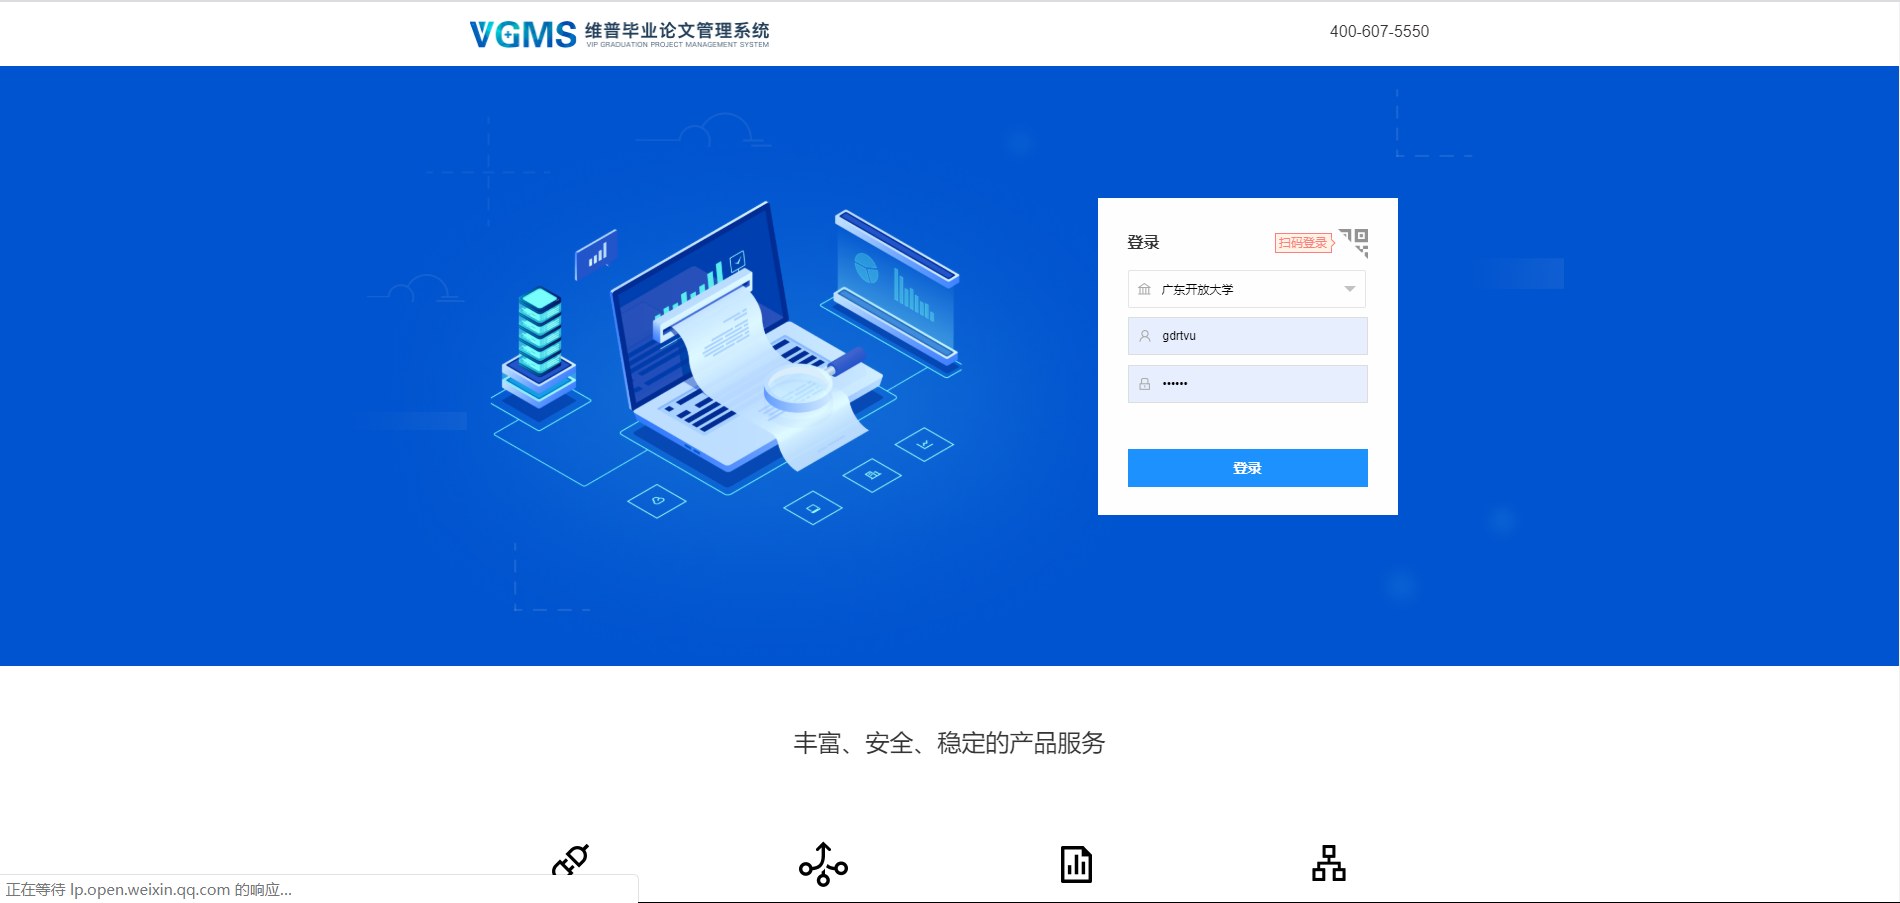 VGMS 维普毕业论文管理系统
VIP GRADUATION PROJECT MANAGEMENT SYSTEM
400-607-5550
登录
扫码登录
广东开放大学
gdrtvu
••••••
登录
丰富、安全、稳定的产品服务
正在等待 lp.open.weixin.qq.com 的响应...